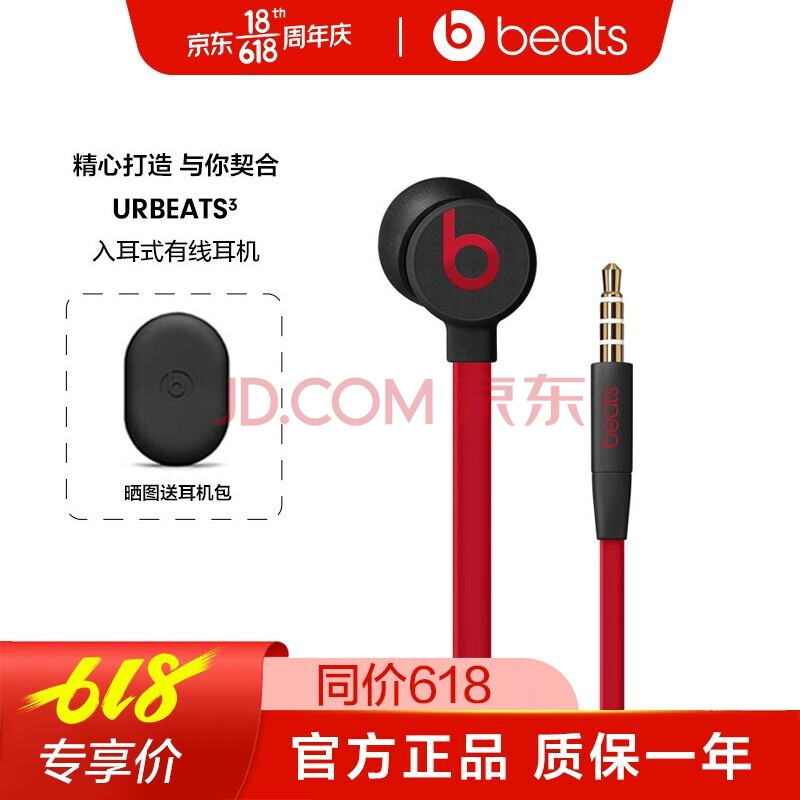 京东 18th/618 周年庆 | beats
精心打造 与你契合
URBEATS³
入耳式有线耳机
晒图送耳机包
beats
JD.COM 京东
同价618
618
专享价
官方正品 质保一年